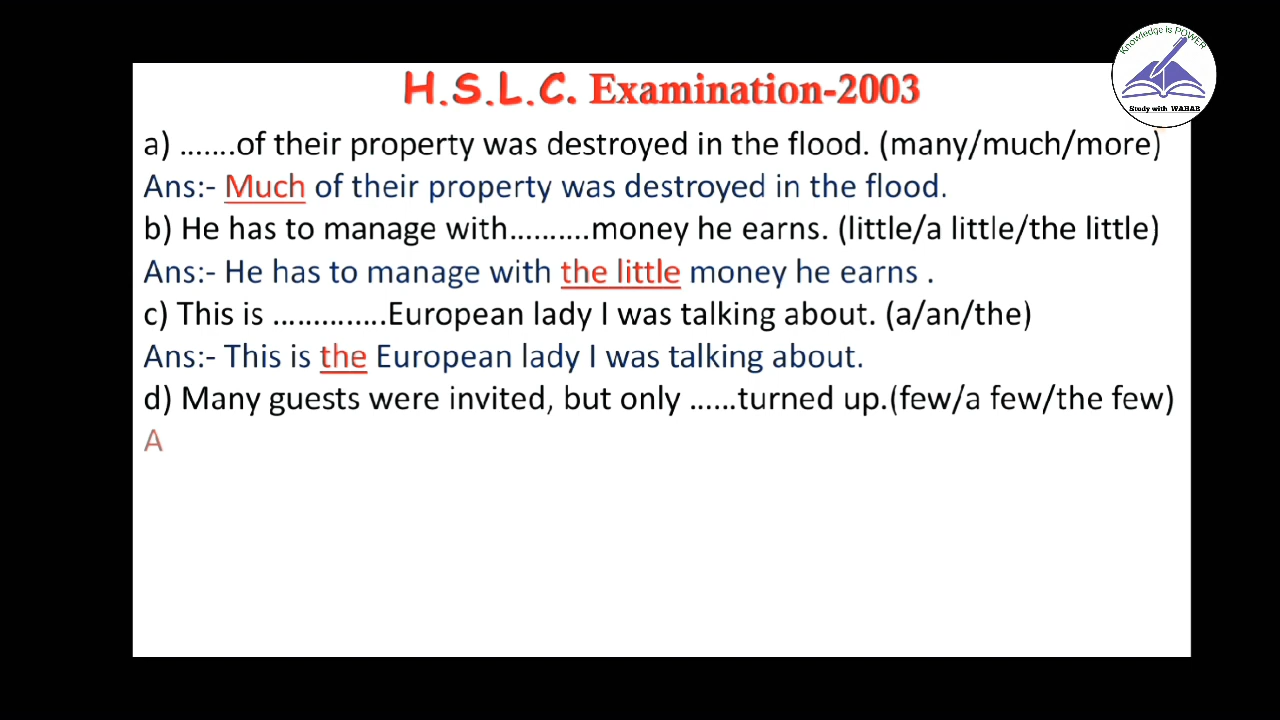 Knowledge is POWER
Study with WAHAB
H.S.L.C. Examination-2003
a) .......of their property was destroyed in the flood. (many/much/more)
Ans:- Much of their property was destroyed in the flood.
b) He has to manage with..........money he earns. (little/a little/the little)
Ans:- He has to manage with the little money he earns .
c) This is ..............European lady I was talking about. (a/an/the)
Ans:- This is the European lady I was talking about.
d) Many guests were invited, but only ......turned up.(few/a few/the few)
A